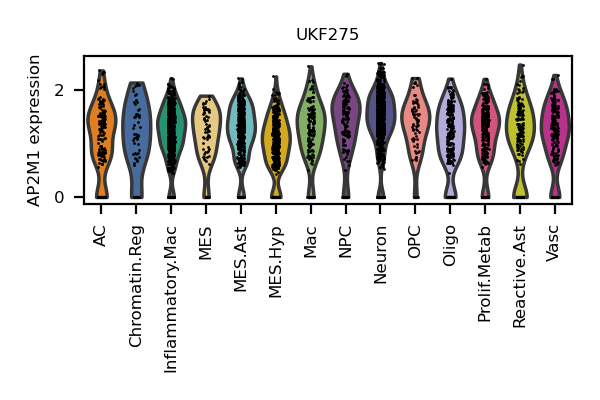 UKF275
AP2M1 expression
2
0
AC
Chromatin.Reg
Inflammatory.Mac
MES
MES.Ast
MES.Hyp
Mac
NPC
Neuron
OPC
Oligo
Prolif.Metab
Reactive.Ast
Vasc